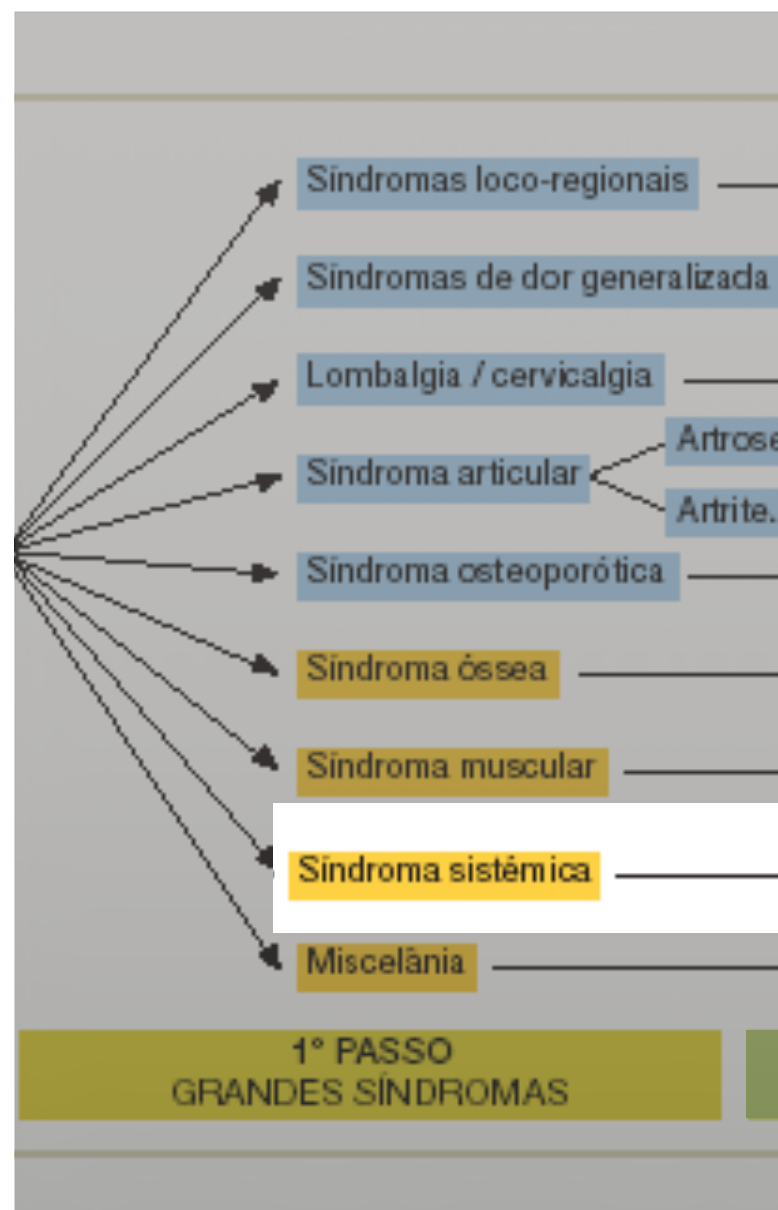 Síndromas loco-regionais
Síndromas de dor generalizada
Lombalgia / cervicalgia
Artrose
Síndroma articular
Artrite.
Síndroma osteoporótica
Síndroma óssea
Síndroma muscular
Síndroma sistémica
Miscelânia
1° PASSO
GRANDES SÍNDROMAS